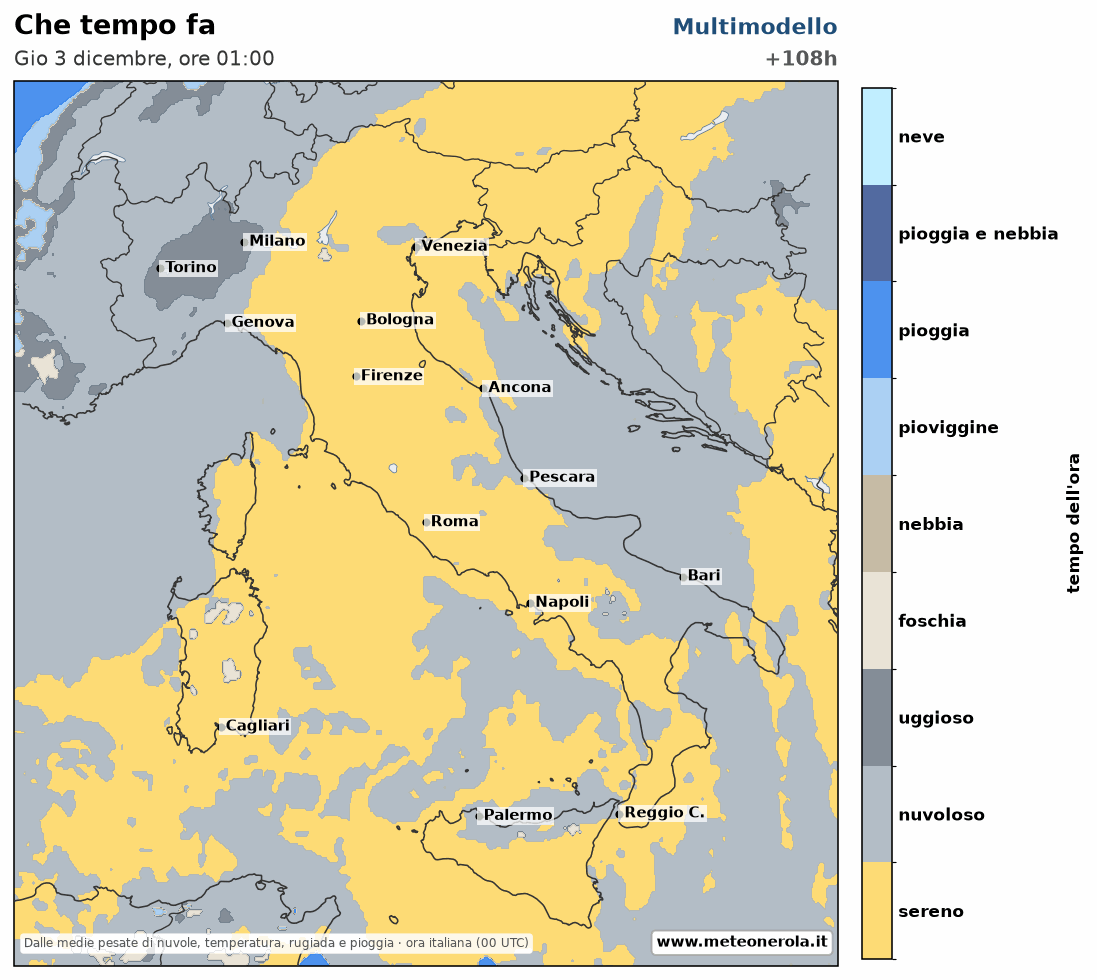 Che tempo fa
Multimodello
Gio 3 dicembre, ore 01:00
+108h
neve
pioggia e nebbia
pioggia
pioviggine
nebbia
foschia
uggioso
nuvoloso
sereno
tempo dell'ora
Milano
Venezia
Torino
Genova
Bologna
Firenze
Ancona
Pescara
Roma
Bari
Napoli
Cagliari
Palermo
Reggio C.
Dalle medie pesate di nuvole, temperatura, rugiada e pioggia · ora italiana (00 UTC)
www.meteonerola.it